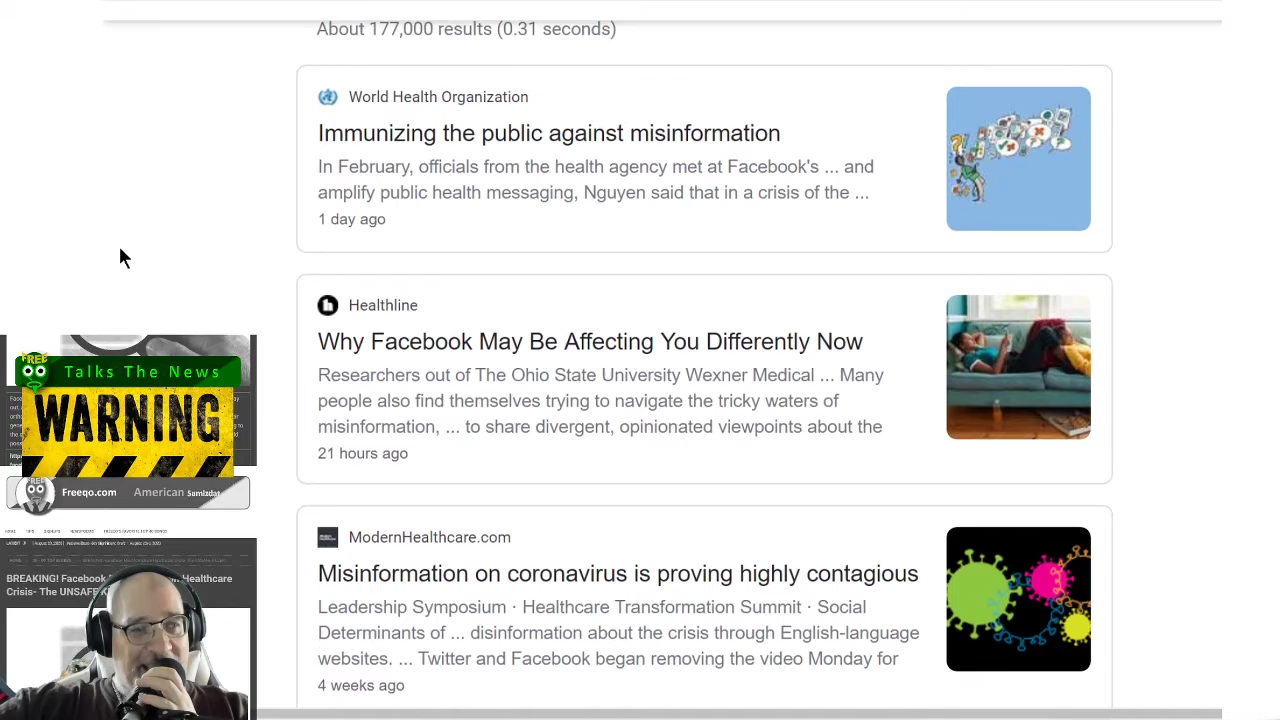 About 177,000 results (0.31 seconds)
World Health Organization
Immunizing the public against misinformation
In February, officials from the health agency met at Facebook's ... and
amplify public health messaging, Nguyen said that in a crisis of the ...
1 day ago
Healthline
Why Facebook May Be Affecting You Differently Now
Researchers out of The Ohio State University Wexner Medical ... Many
people also find themselves trying to navigate the tricky waters of
misinformation, ... to share divergent, opinionated viewpoints about the
21 hours ago
ModernHealthcare.com
Misinformation on coronavirus is proving highly contagious
Leadership Symposium · Healthcare Transformation Summit · Social
Determinants of ... disinformation about the crisis through English-language
websites. ... Twitter and Facebook began removing the video Monday for
4 weeks ago
FREE
Talks The News
WARNING
FREE
Freeqo.com American Samizdat
BREAKING! Facebook Healthcare
Crisis- The UNSAFE